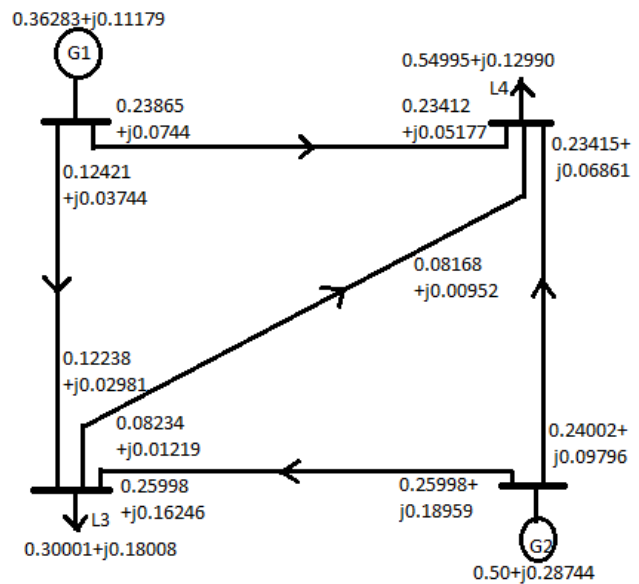 0.36283+j0.11179
G1
0.54995+j0.12990
L4
0.23865
+j0.0744
0.23412
+j0.05177
0.23415+
j0.06861
0.12421
+j0.03744
0.08168
+j0.00952
0.12238
+j0.02981
0.08234
+j0.01219
0.24002+
j0.09796
0.25998
+j0.16246
0.25998+
j0.18959
L3
0.30001+j0.18008
G2
0.50+j0.28744